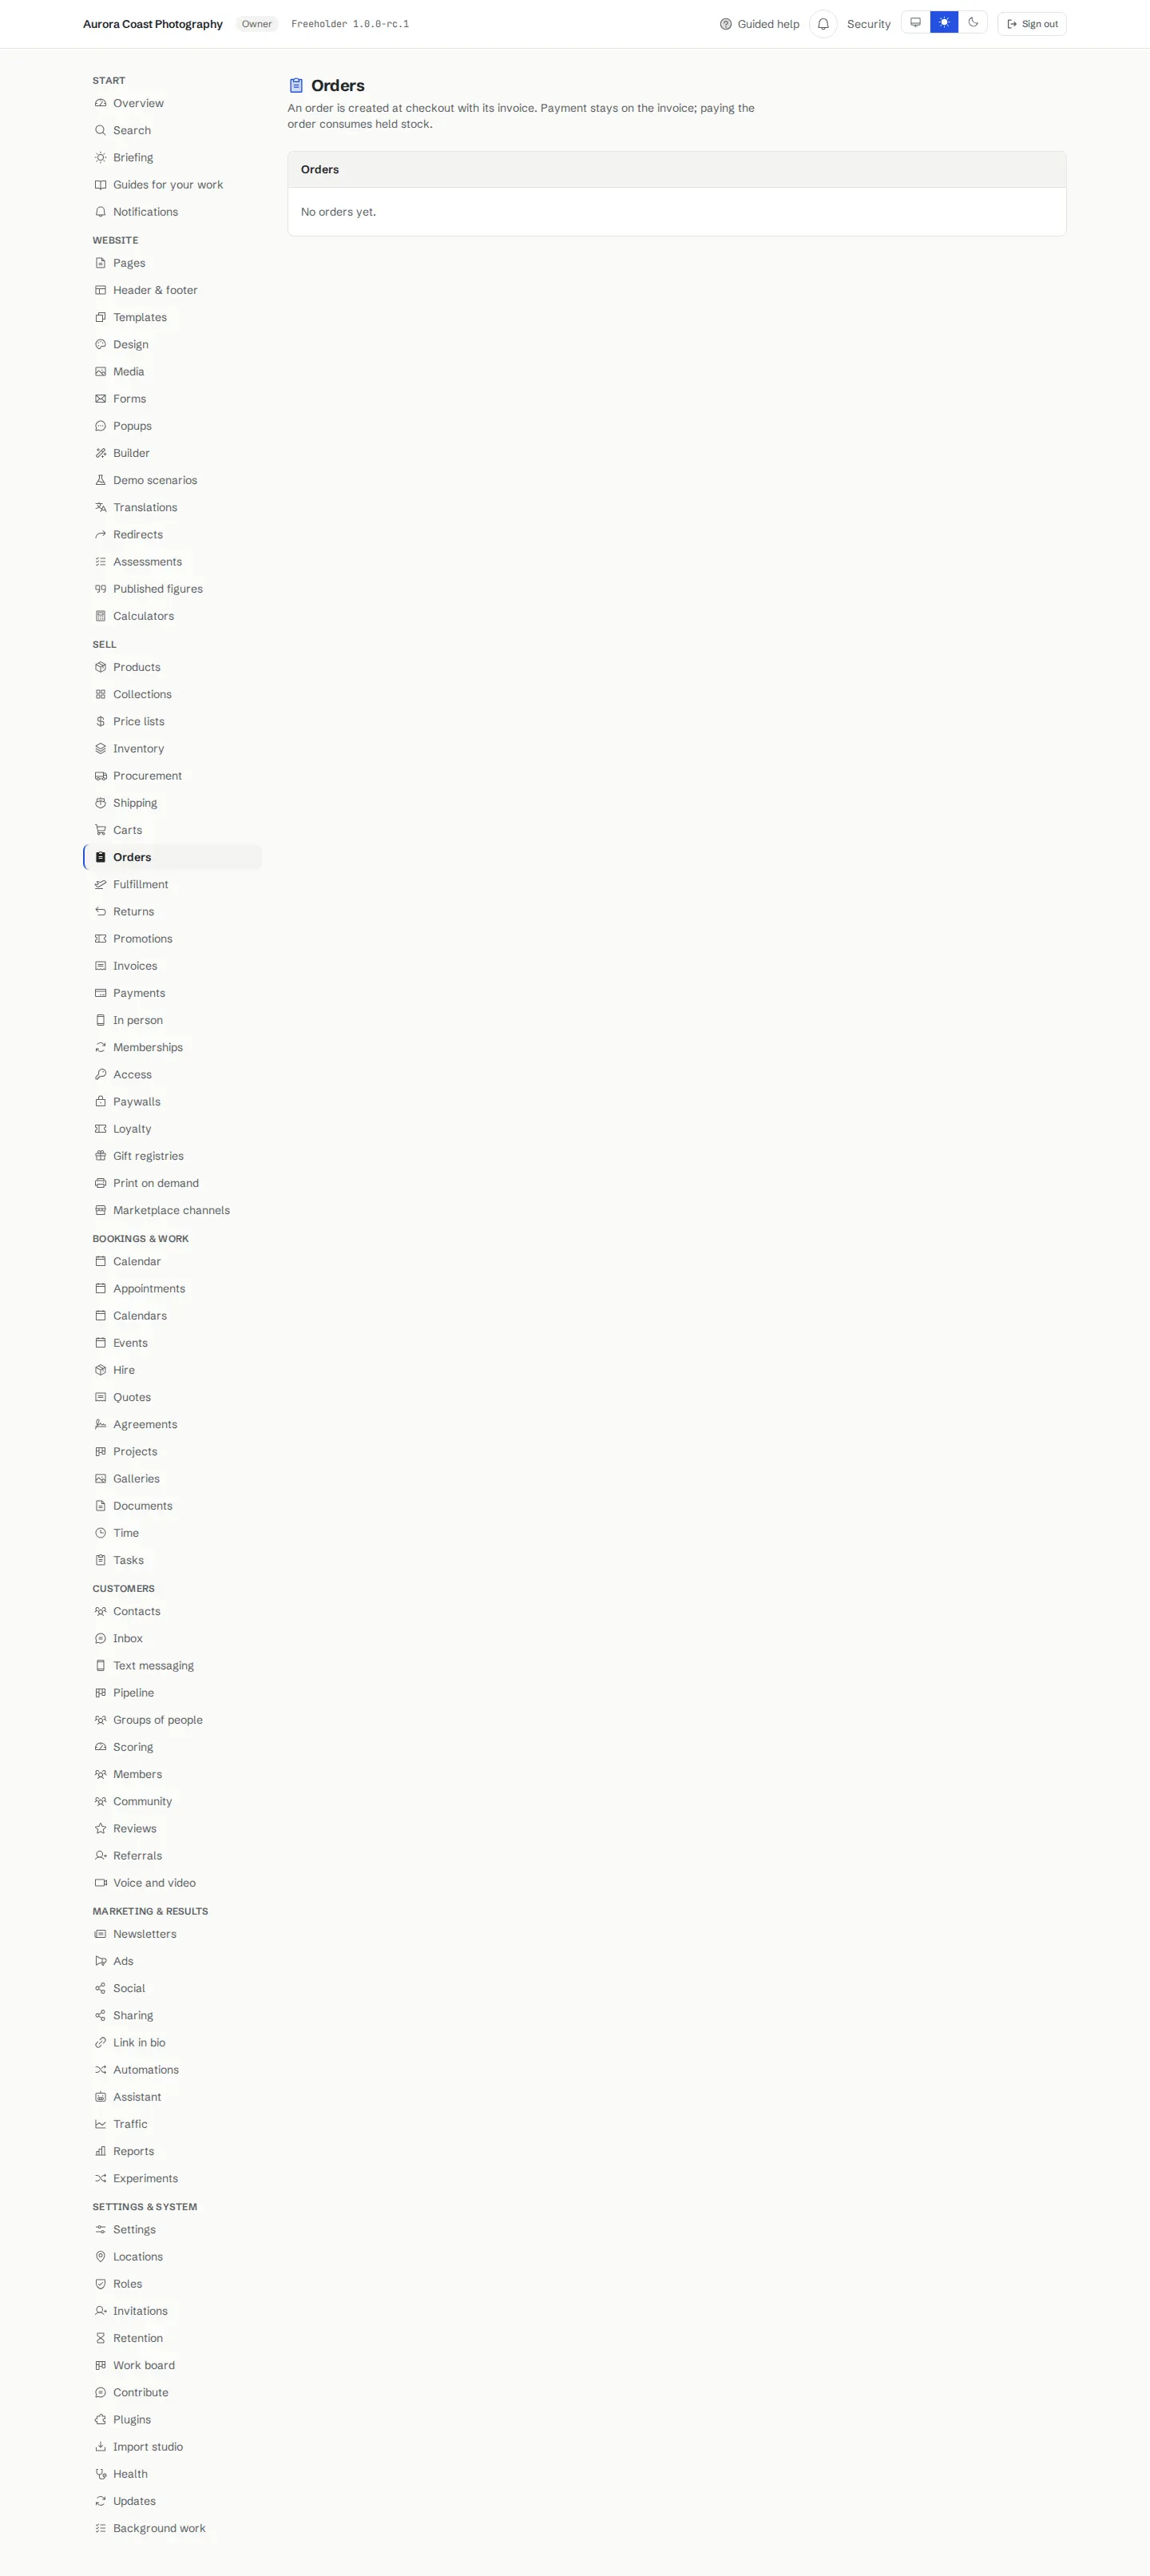 Aurora Coast Photography
Owner
Freeholder 1.0.0-rc.1
Guided help
Security
Sign out
START
Overview
Search
Briefing
Guides for your work
Notifications
WEBSITE
Pages
Header & footer
Templates
Design
Media
Forms
Popups
Builder
Demo scenarios
Translations
Redirects
Assessments
Published figures
Calculators
SELL
Products
Collections
Price lists
Inventory
Procurement
Shipping
Carts
Orders
Fulfillment
Returns
Promotions
Invoices
Payments
In person
Memberships
Access
Paywalls
Loyalty
Gift registries
Print on demand
Marketplace channels
BOOKINGS & WORK
Calendar
Appointments
Calendars
Events
Hire
Quotes
Agreements
Projects
Galleries
Documents
Time
Tasks
CUSTOMERS
Contacts
Inbox
Text messaging
Pipeline
Groups of people
Scoring
Members
Community
Reviews
Referrals
Voice and video
MARKETING & RESULTS
Newsletters
Ads
Social
Sharing
Link in bio
Automations
Assistant
Traffic
Reports
Experiments
SETTINGS & SYSTEM
Settings
Locations
Roles
Invitations
Retention
Work board
Contribute
Plugins
Import studio
Health
Updates
Background work
Orders
An order is created at checkout with its invoice. Payment stays on the invoice; paying the
order consumes held stock.
Orders
No orders yet.